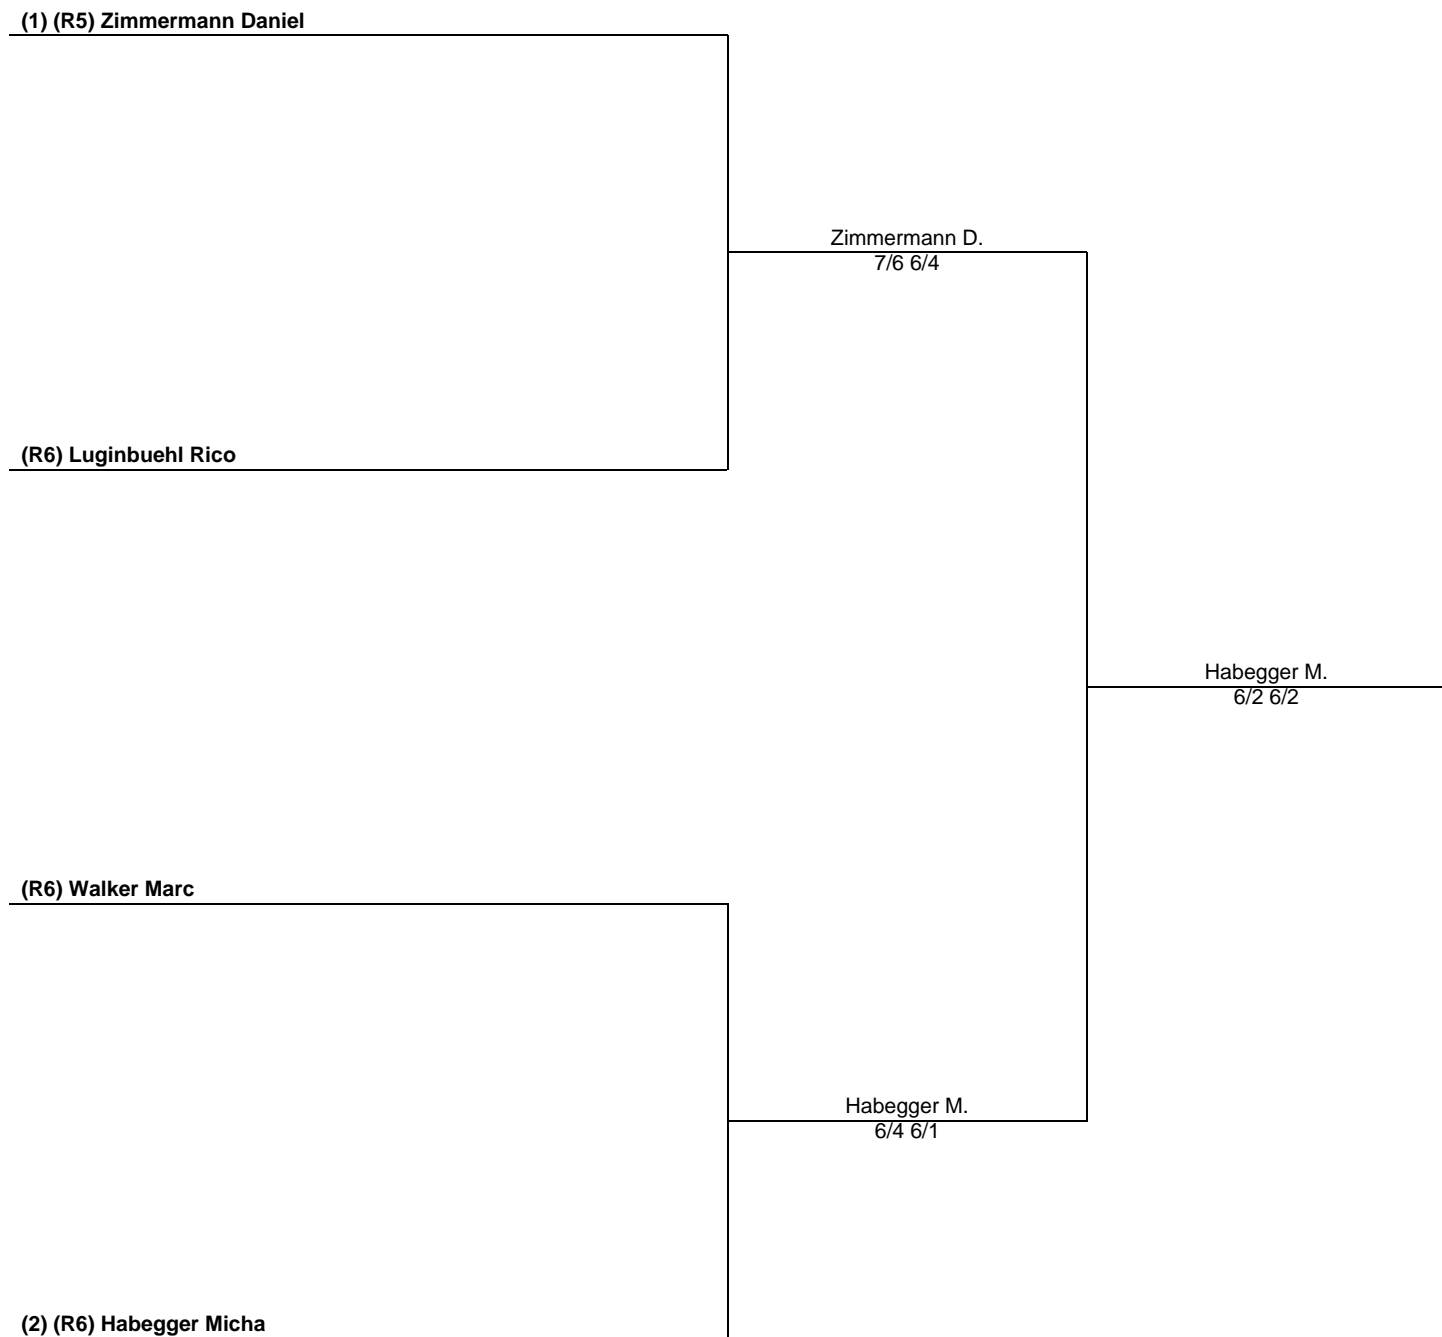 (1) (R5) Zimmermann Daniel
Zimmermann D.
7/6 6/4
(R6) Luginbuehl Rico
Habegger M.
6/2 6/2
(R6) Walker Marc
Habegger M.
6/4 6/1
(2) (R6) Habegger Micha